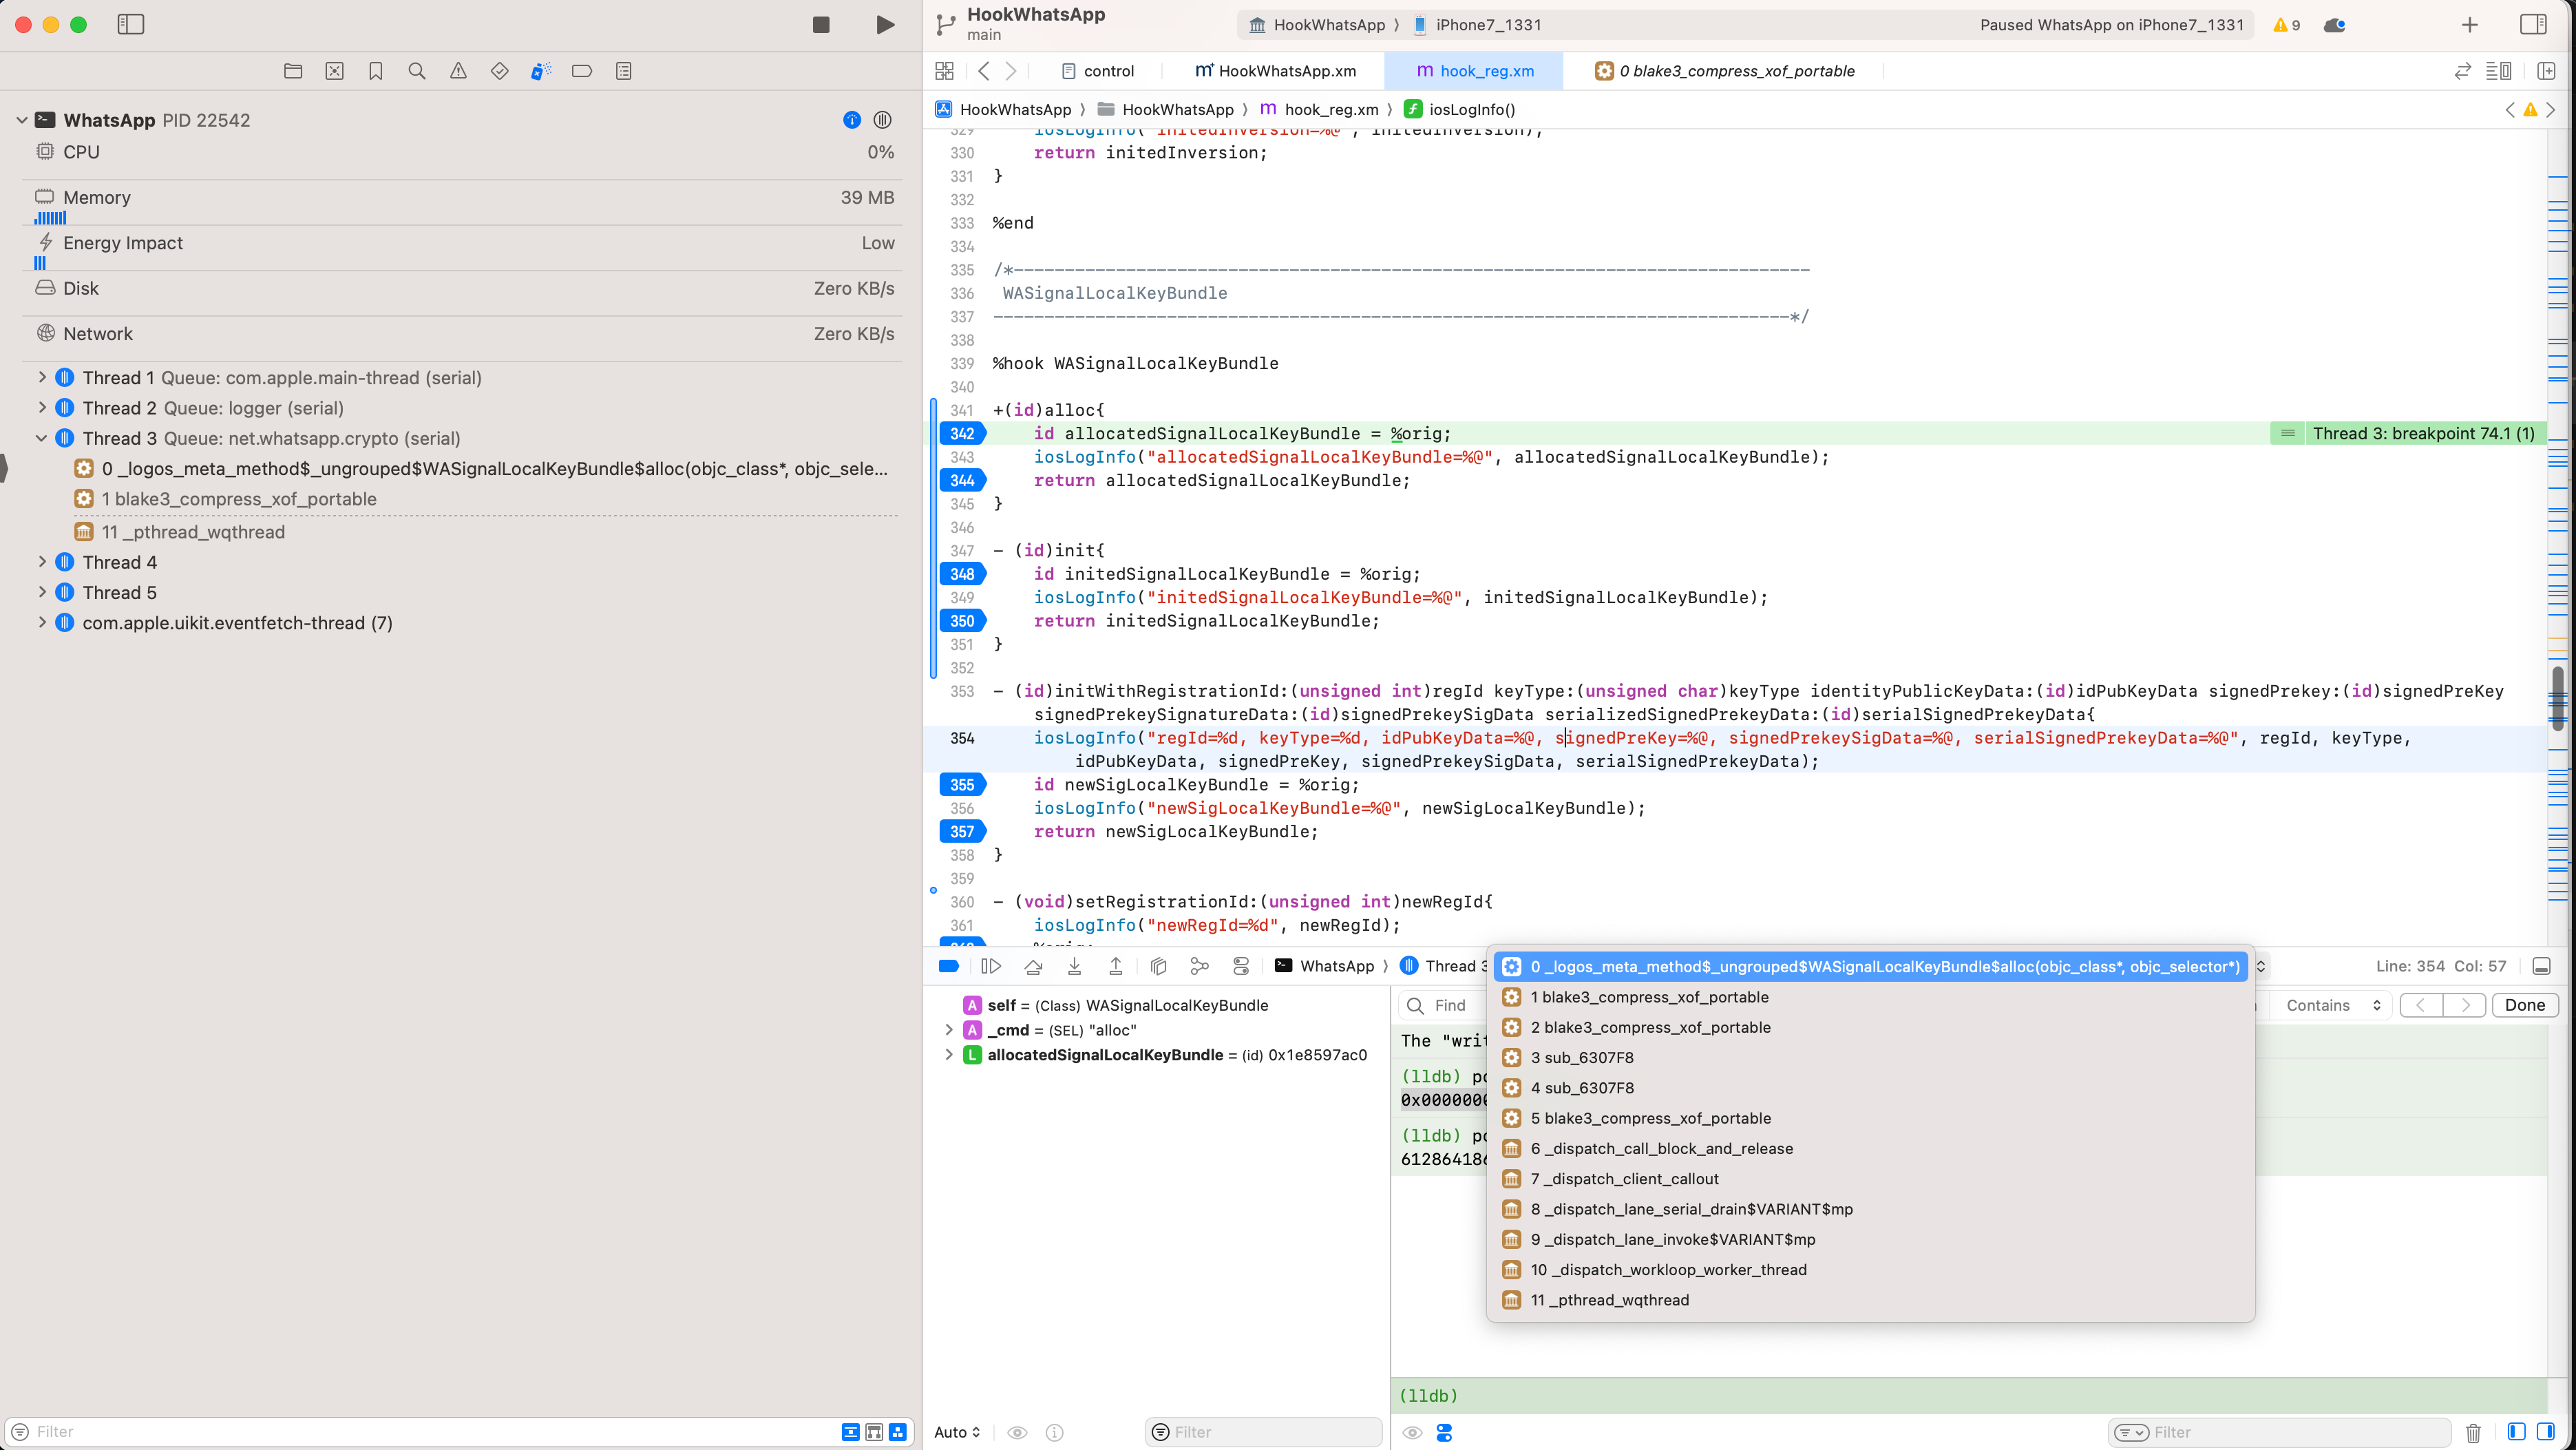 HookWhatsApp
main
HookWhatsApp 〉 iPhone7_1331
Paused WhatsApp on iPhone7_1331
9
control
HookWhatsApp.xm
hook_reg.xm
0 blake3_compress_xof_portable
WhatsApp PID 22542
CPU 0%
Memory 39 MB
Energy Impact Low
Disk Zero KB/s
Network Zero KB/s
Thread 1 Queue: com.apple.main-thread (serial)
Thread 2 Queue: logger (serial)
Thread 3 Queue: net.whatsapp.crypto (serial)
0 _logos_meta_method$_ungrouped$WASignalLocalKeyBundle$alloc(objc_class*, objc_sele...
1 blake3_compress_xof_portable
11 _pthread_wqthread
Thread 4
Thread 5
com.apple.uikit.eventfetch-thread (7)
Filter
HookWhatsApp 〉 HookWhatsApp 〉 hook_reg.xm 〉 iosLogInfo()
329 iosLogInfo("initedInversion=%@", initedInversion);
330 return initedInversion;
331 }
332
333 %end
334
335 /*------------------------------------------------------------------------------
336 WASignalLocalKeyBundle
337 ------------------------------------------------------------------------------*/
338
339 %hook WASignalLocalKeyBundle
340
341 +(id)alloc{
342 id allocatedSignalLocalKeyBundle = %orig;
Thread 3: breakpoint 74.1 (1)
343 iosLogInfo("allocatedSignalLocalKeyBundle=%@", allocatedSignalLocalKeyBundle);
344 return allocatedSignalLocalKeyBundle;
345 }
346
347 - (id)init{
348 id initedSignalLocalKeyBundle = %orig;
349 iosLogInfo("initedSignalLocalKeyBundle=%@", initedSignalLocalKeyBundle);
350 return initedSignalLocalKeyBundle;
351 }
352
353 - (id)initWithRegistrationId:(unsigned int)regId keyType:(unsigned char)keyType identityPublicKeyData:(id)idPubKeyData signedPrekey:(id)signedPreKey
signedPrekeySignatureData:(id)signedPrekeySigData serializedSignedPrekeyData:(id)serialSignedPrekeyData{
354 iosLogInfo("regId=%d, keyType=%d, idPubKeyData=%@, signedPreKey=%@, signedPrekeySigData=%@, serialSignedPrekeyData=%@", regId, keyType,
idPubKeyData, signedPreKey, signedPrekeySigData, serialSignedPrekeyData);
355 id newSigLocalKeyBundle = %orig;
356 iosLogInfo("newSigLocalKeyBundle=%@", newSigLocalKeyBundle);
357 return newSigLocalKeyBundle;
358 }
359
360 - (void)setRegistrationId:(unsigned int)newRegId{
361 iosLogInfo("newRegId=%d", newRegId);
WhatsApp 〉 Thread 3
Line: 354 Col: 57
0 _logos_meta_method$_ungrouped$WASignalLocalKeyBundle$alloc(objc_class*, objc_selector*)
1 blake3_compress_xof_portable
2 blake3_compress_xof_portable
3 sub_6307F8
4 sub_6307F8
5 blake3_compress_xof_portable
6 _dispatch_call_block_and_release
7 _dispatch_client_callout
8 _dispatch_lane_serial_drain$VARIANT$mp
9 _dispatch_lane_invoke$VARIANT$mp
10 _dispatch_workloop_worker_thread
11 _pthread_wqthread
A self = (Class) WASignalLocalKeyBundle
A _cmd = (SEL) "alloc"
L allocatedSignalLocalKeyBundle = (id) 0x1e8597ac0
Auto
Filter
Find
Contains
Done
The "writ
(lldb) po
0x0000000
(lldb) po
61286418
(lldb)
Filter